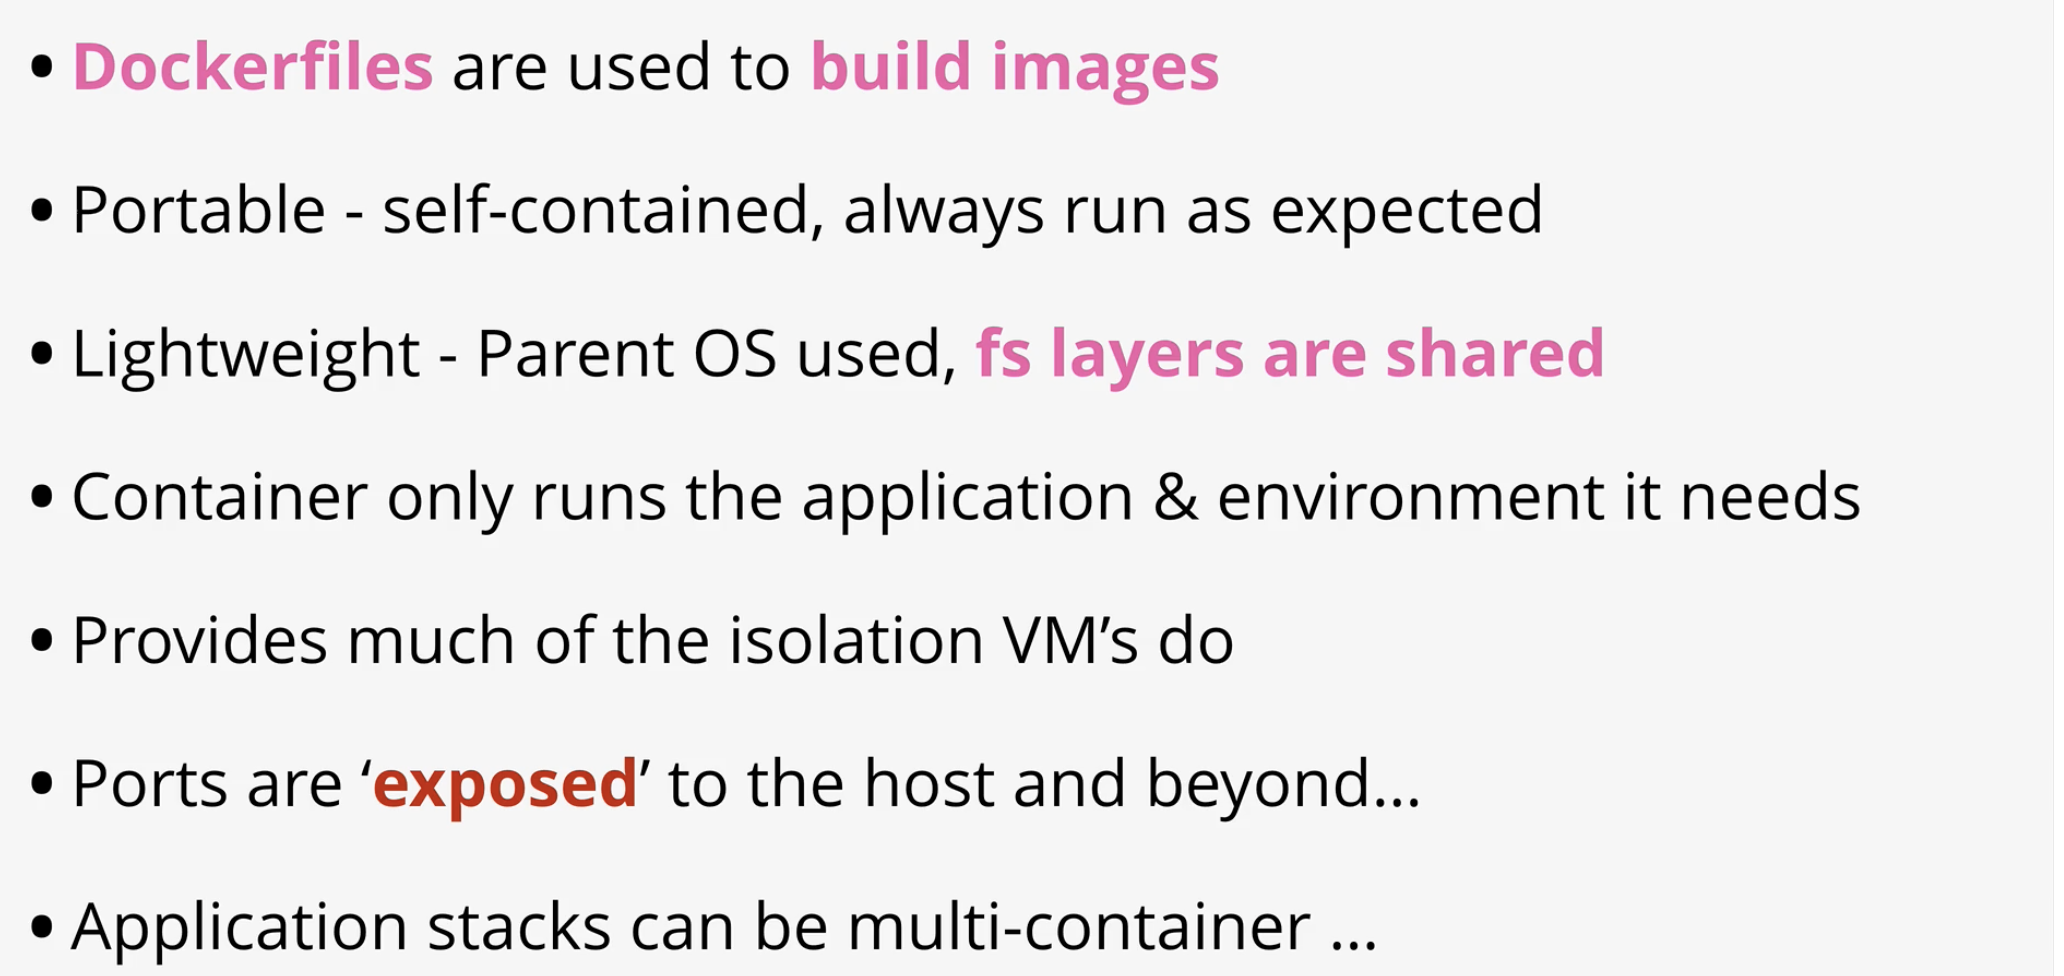 • Dockerfiles are used to build images
• Portable - self-contained, always run as expected
• Lightweight - Parent OS used, fs layers are shared
• Container only runs the application & environment it needs
• Provides much of the isolation VM’s do
• Ports are ‘exposed’ to the host and beyond...
• Application stacks can be multi-container ...